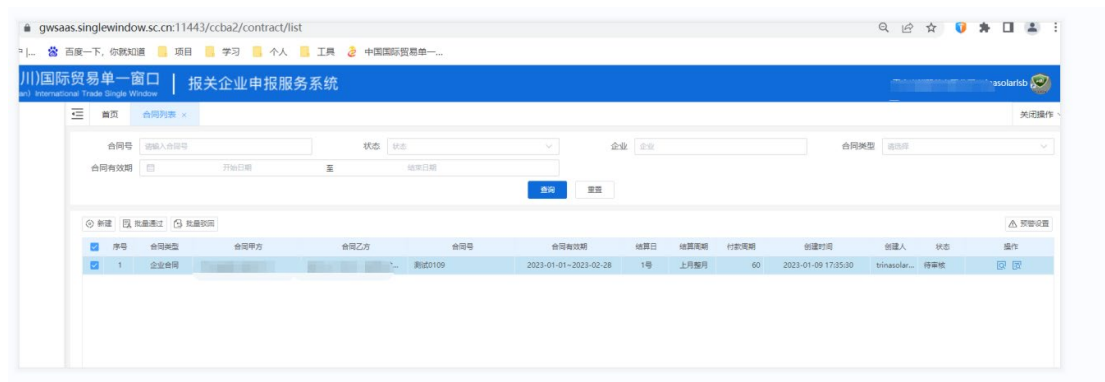 gwsaas.singlewindow.sc.cn:11443/ccba2/contract/list
百度一下，你就知道 项目 学习 个人 工具 中国国际贸易单一...
川)国际贸易单一窗口 | 报关企业申报服务系统
an) International Trade Single Window
asolarlsb
首页 合同列表 × 关闭操作
合同号 请输入合同号 状态 状态 企业 企业 合同类型 请选择
合同有效期 开始日期 至 结束日期
查询 重置
新建 批量通过 批量驳回 预警设置
序号 合同类型 合同甲方 合同乙方 合同号 合同有效期 结算日 结算周期 付款周期 创建时间 创建人 状态 操作
1 企业合同 ... 测试0109 2023-01-01~2023-02-28 1号 上月整月 60 2023-01-09 17:35:30 trinasolar... 待审核